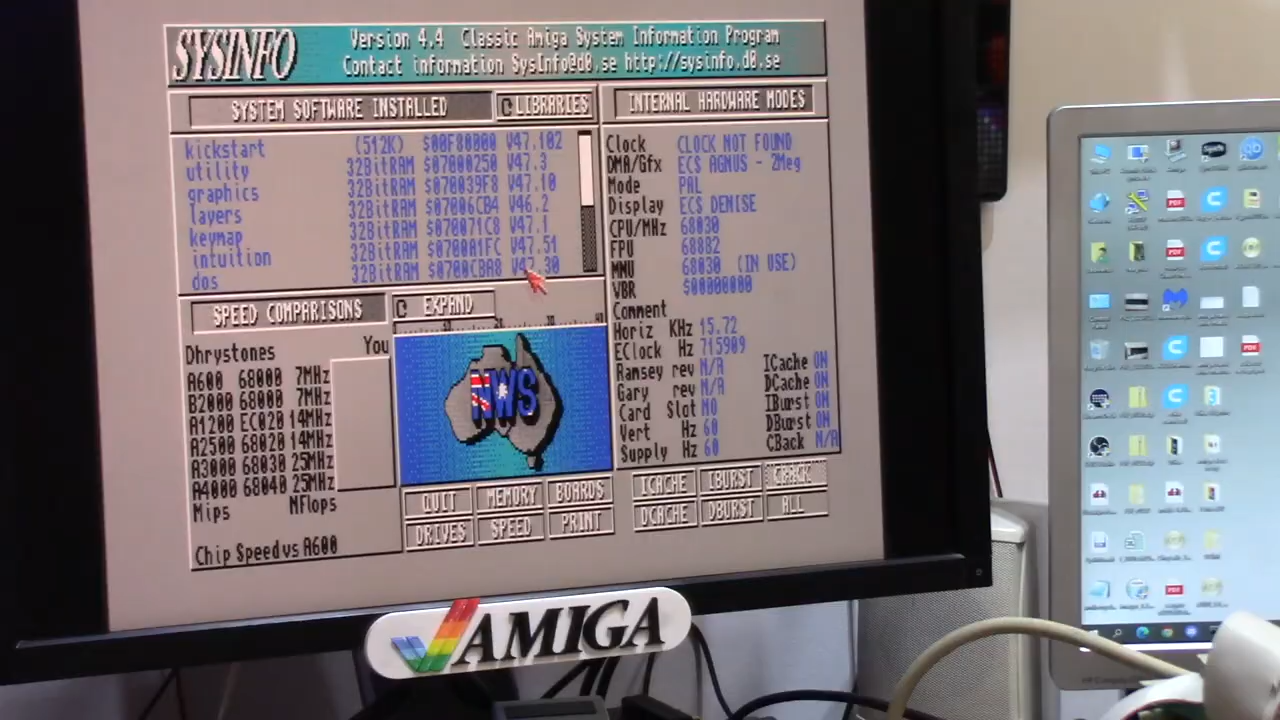 SYSINFO
Version 4.4 Classic Amiga System Information Program
Contact information SysInfo@d0.se http://sysinfo.d0.se
SYSTEM SOFTWARE INSTALLED
C LIBRARIES
INTERNAL HARDWARE MODES
kickstart (512K) $00F80000 V47.102
utility 32BitRAM $07000250 V47.3
graphics 32BitRAM $070039F8 V47.10
layers 32BitRAM $07006CB4 V46.2
keymap 32BitRAM $070071C8 V47.1
intuition 32BitRAM $070001FC V47.51
dos 32BitRAM $0700CBA8 V47.30
Clock CLOCK NOT FOUND
DMA/Gfx ECS AGNUS - 2Meg
Mode PAL
Display ECS DENISE
CPU/MHz 68030
FPU 68882
MMU 68030 (IN USE)
VBR $00000000
Comment
Horiz KHz 15.72
EClock Hz 715909
Ramsey rev N/A
Gary rev N/A
Card Slot NO
Vert Hz 60
Supply Hz 60
ICache ON
DCache ON
IBurst ON
DBurst ON
CBack N/A
SPEED COMPARISONS
C EXPAND
Dhrystones You
A600 68000 7MHz
B2000 68000 7MHz
A1200 EC020 14MHz
A2500 68020 14MHz
A3000 68030 25MHz
A4000 68040 25MHz
Mips MFlops
Chip Speed vs A600
NWS
QUIT MEMORY BOARDS
DRIVES SPEED PRINT
ICACHE IBURST CBACK
DCACHE DBURST ALL
AMIGA